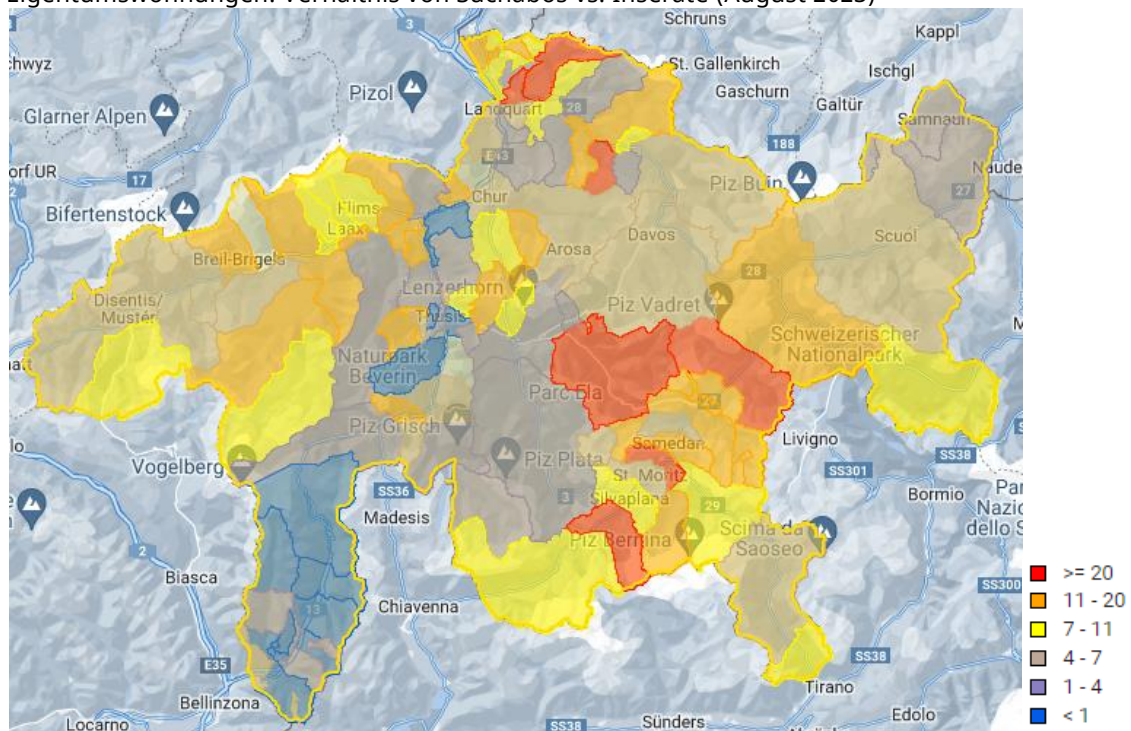 Eigentumswohnungen: Verhältnis von Suchabos vs. Inserate (August 2023)
Schruns
Kappl
St. Gallenkirch
Ischgl
Gaschurn
Galtür
Pizol
Glarner Alpen
Landquart
28
Samnaun
188
E43
17
Piz Buin
27
Bifertenstock
Chur
Flims
Laax
Davos
Scuol
Arosa
Breil-Brigels
28
Lenzerhorn
Piz Vadret
Disentis/
Mustér
Thusis
Schweizerischer
Nationalpark
Naturpark
Beverin
Parc Ela
Piz Grisch
Samedan
Livigno
Vogelberg
Piz Plata
St. Moritz
SS301
SS38
SS36
3
Silvaplana
29
Bormio
Madesis
Piz Bernina
Scima da
Saoseo
2
Biasca
13
Chiavenna
SS300
E35
SS38
Tirano
Bellinzona
Edolo
Locarno
SS38
Sünders
>= 20
11 - 20
7 - 11
4 - 7
1 - 4
< 1